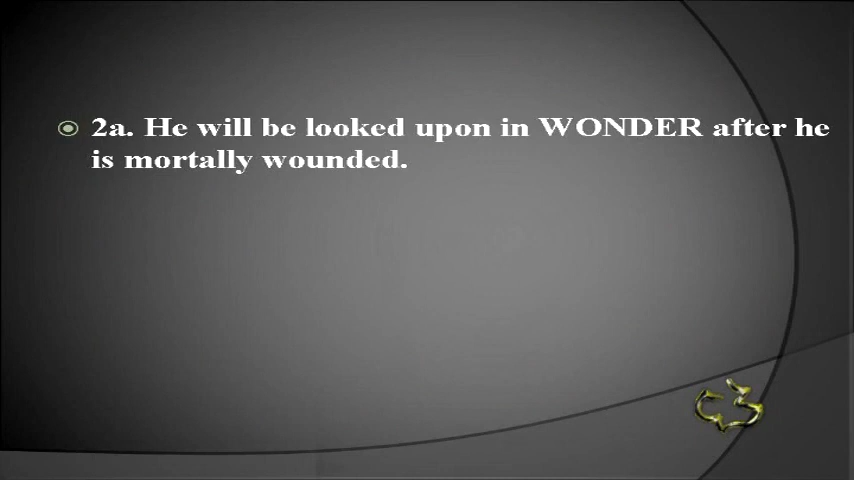 2a. He will be looked upon in WONDER after he
is mortally wounded.